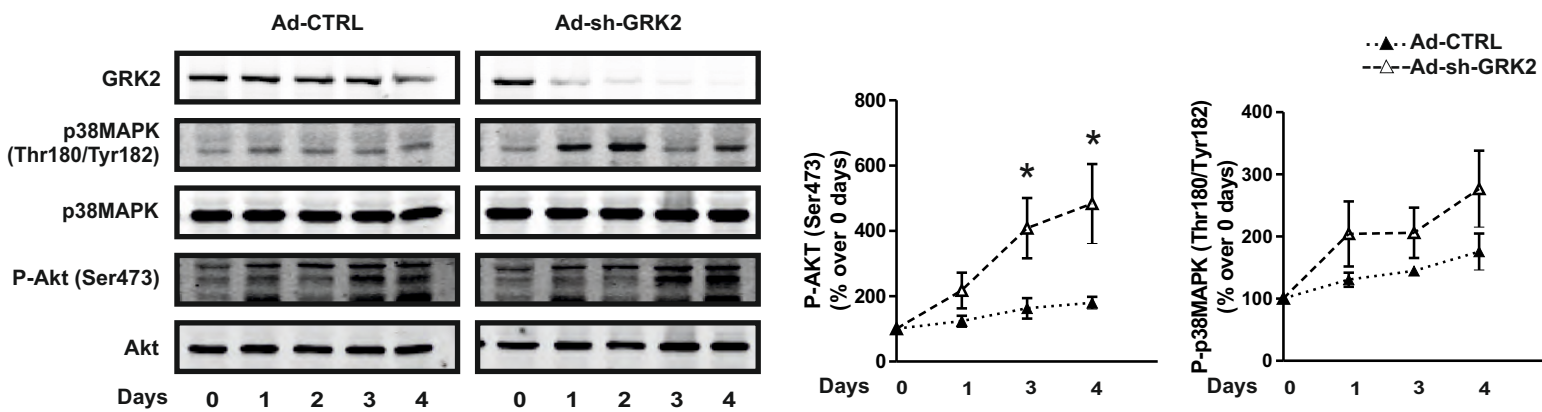 Ad-CTRL Ad-sh-GRK2
GRK2
p38MAPK
(Thr180/Tyr182)
p38MAPK
P-Akt (Ser473)
Akt
Days 0 1 2 3 4 0 1 2 3 4
P-AKT (Ser473)
(% over 0 days)
800
600
400
200
0
* *
Days 0 1 3 4
Ad-CTRL
Ad-sh-GRK2
P-p38MAPK (Thr180/Tyr182)
(% over 0 days)
400
300
200
100
0
Days 0 1 3 4